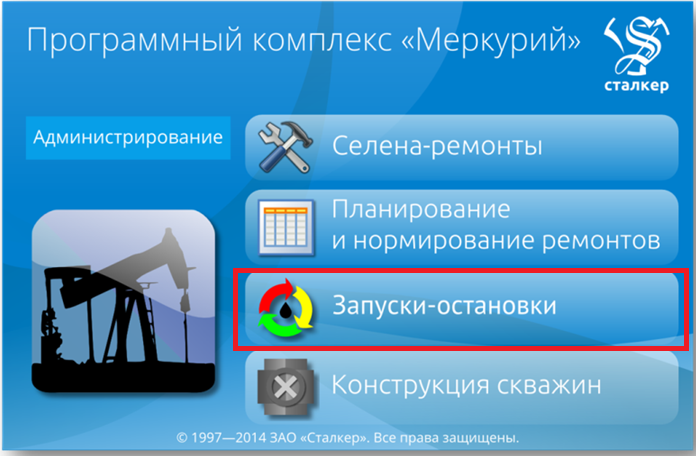 Программный комплекс «Меркурий»
сталкер
Администрирование
Селена-ремонты
Планирование
и нормирование ремонтов
Запуски-остановки
Конструкция скважин
© 1997—2014 ЗАО «Сталкер». Все права защищены.